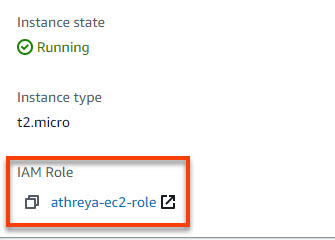 Instance state
Running
Instance type
t2.micro
IAM Role
athreya-ec2-role